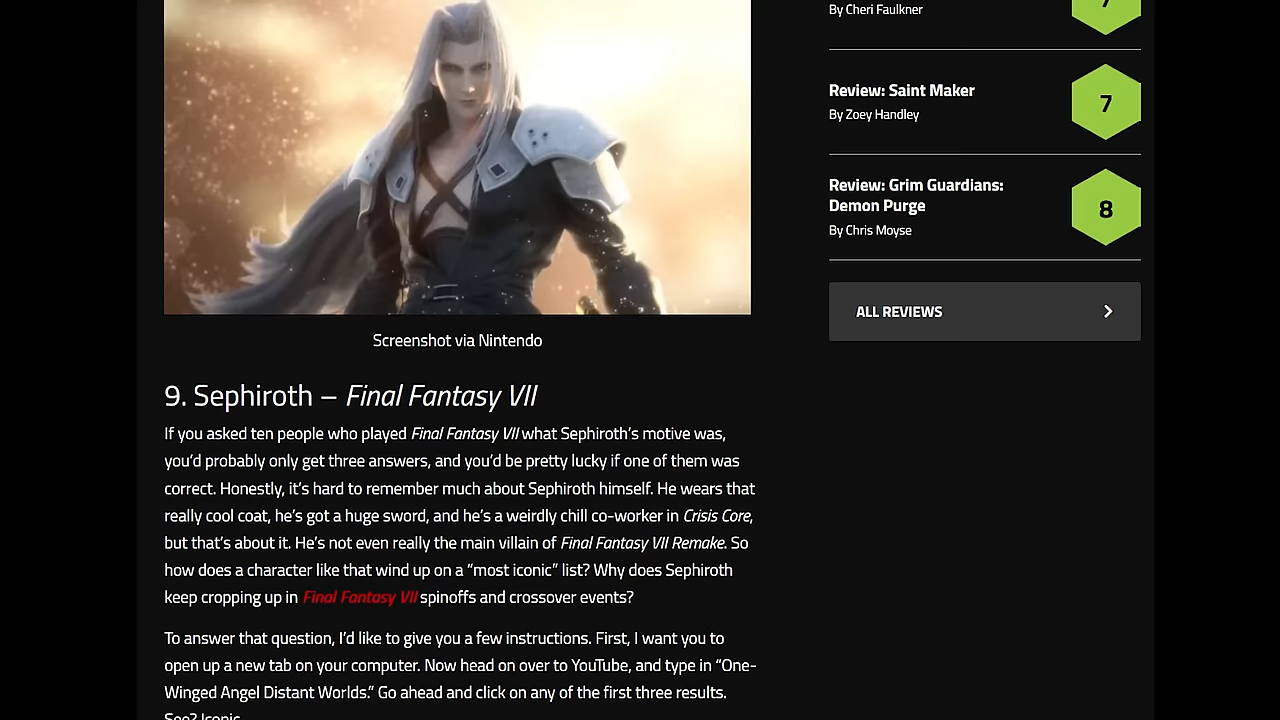 By Cheri Faulkner
7
Review: Saint Maker
By Zoey Handley
7
Review: Grim Guardians:
Demon Purge
By Chris Moyse
8
ALL REVIEWS
Screenshot via Nintendo
9. Sephiroth – Final Fantasy VII
If you asked ten people who played Final Fantasy VII what Sephiroth’s motive was,
you’d probably only get three answers, and you’d be pretty lucky if one of them was
correct. Honestly, it’s hard to remember much about Sephiroth himself. He wears that
really cool coat, he’s got a huge sword, and he’s a weirdly chill co-worker in Crisis Core,
but that’s about it. He’s not even really the main villain of Final Fantasy VII Remake. So
how does a character like that wind up on a “most iconic” list? Why does Sephiroth
keep cropping up in Final Fantasy VII spinoffs and crossover events?
To answer that question, I’d like to give you a few instructions. First, I want you to
open up a new tab on your computer. Now head on over to YouTube, and type in “One-
Winged Angel Distant Worlds.” Go ahead and click on any of the first three results.
See? Iconic.